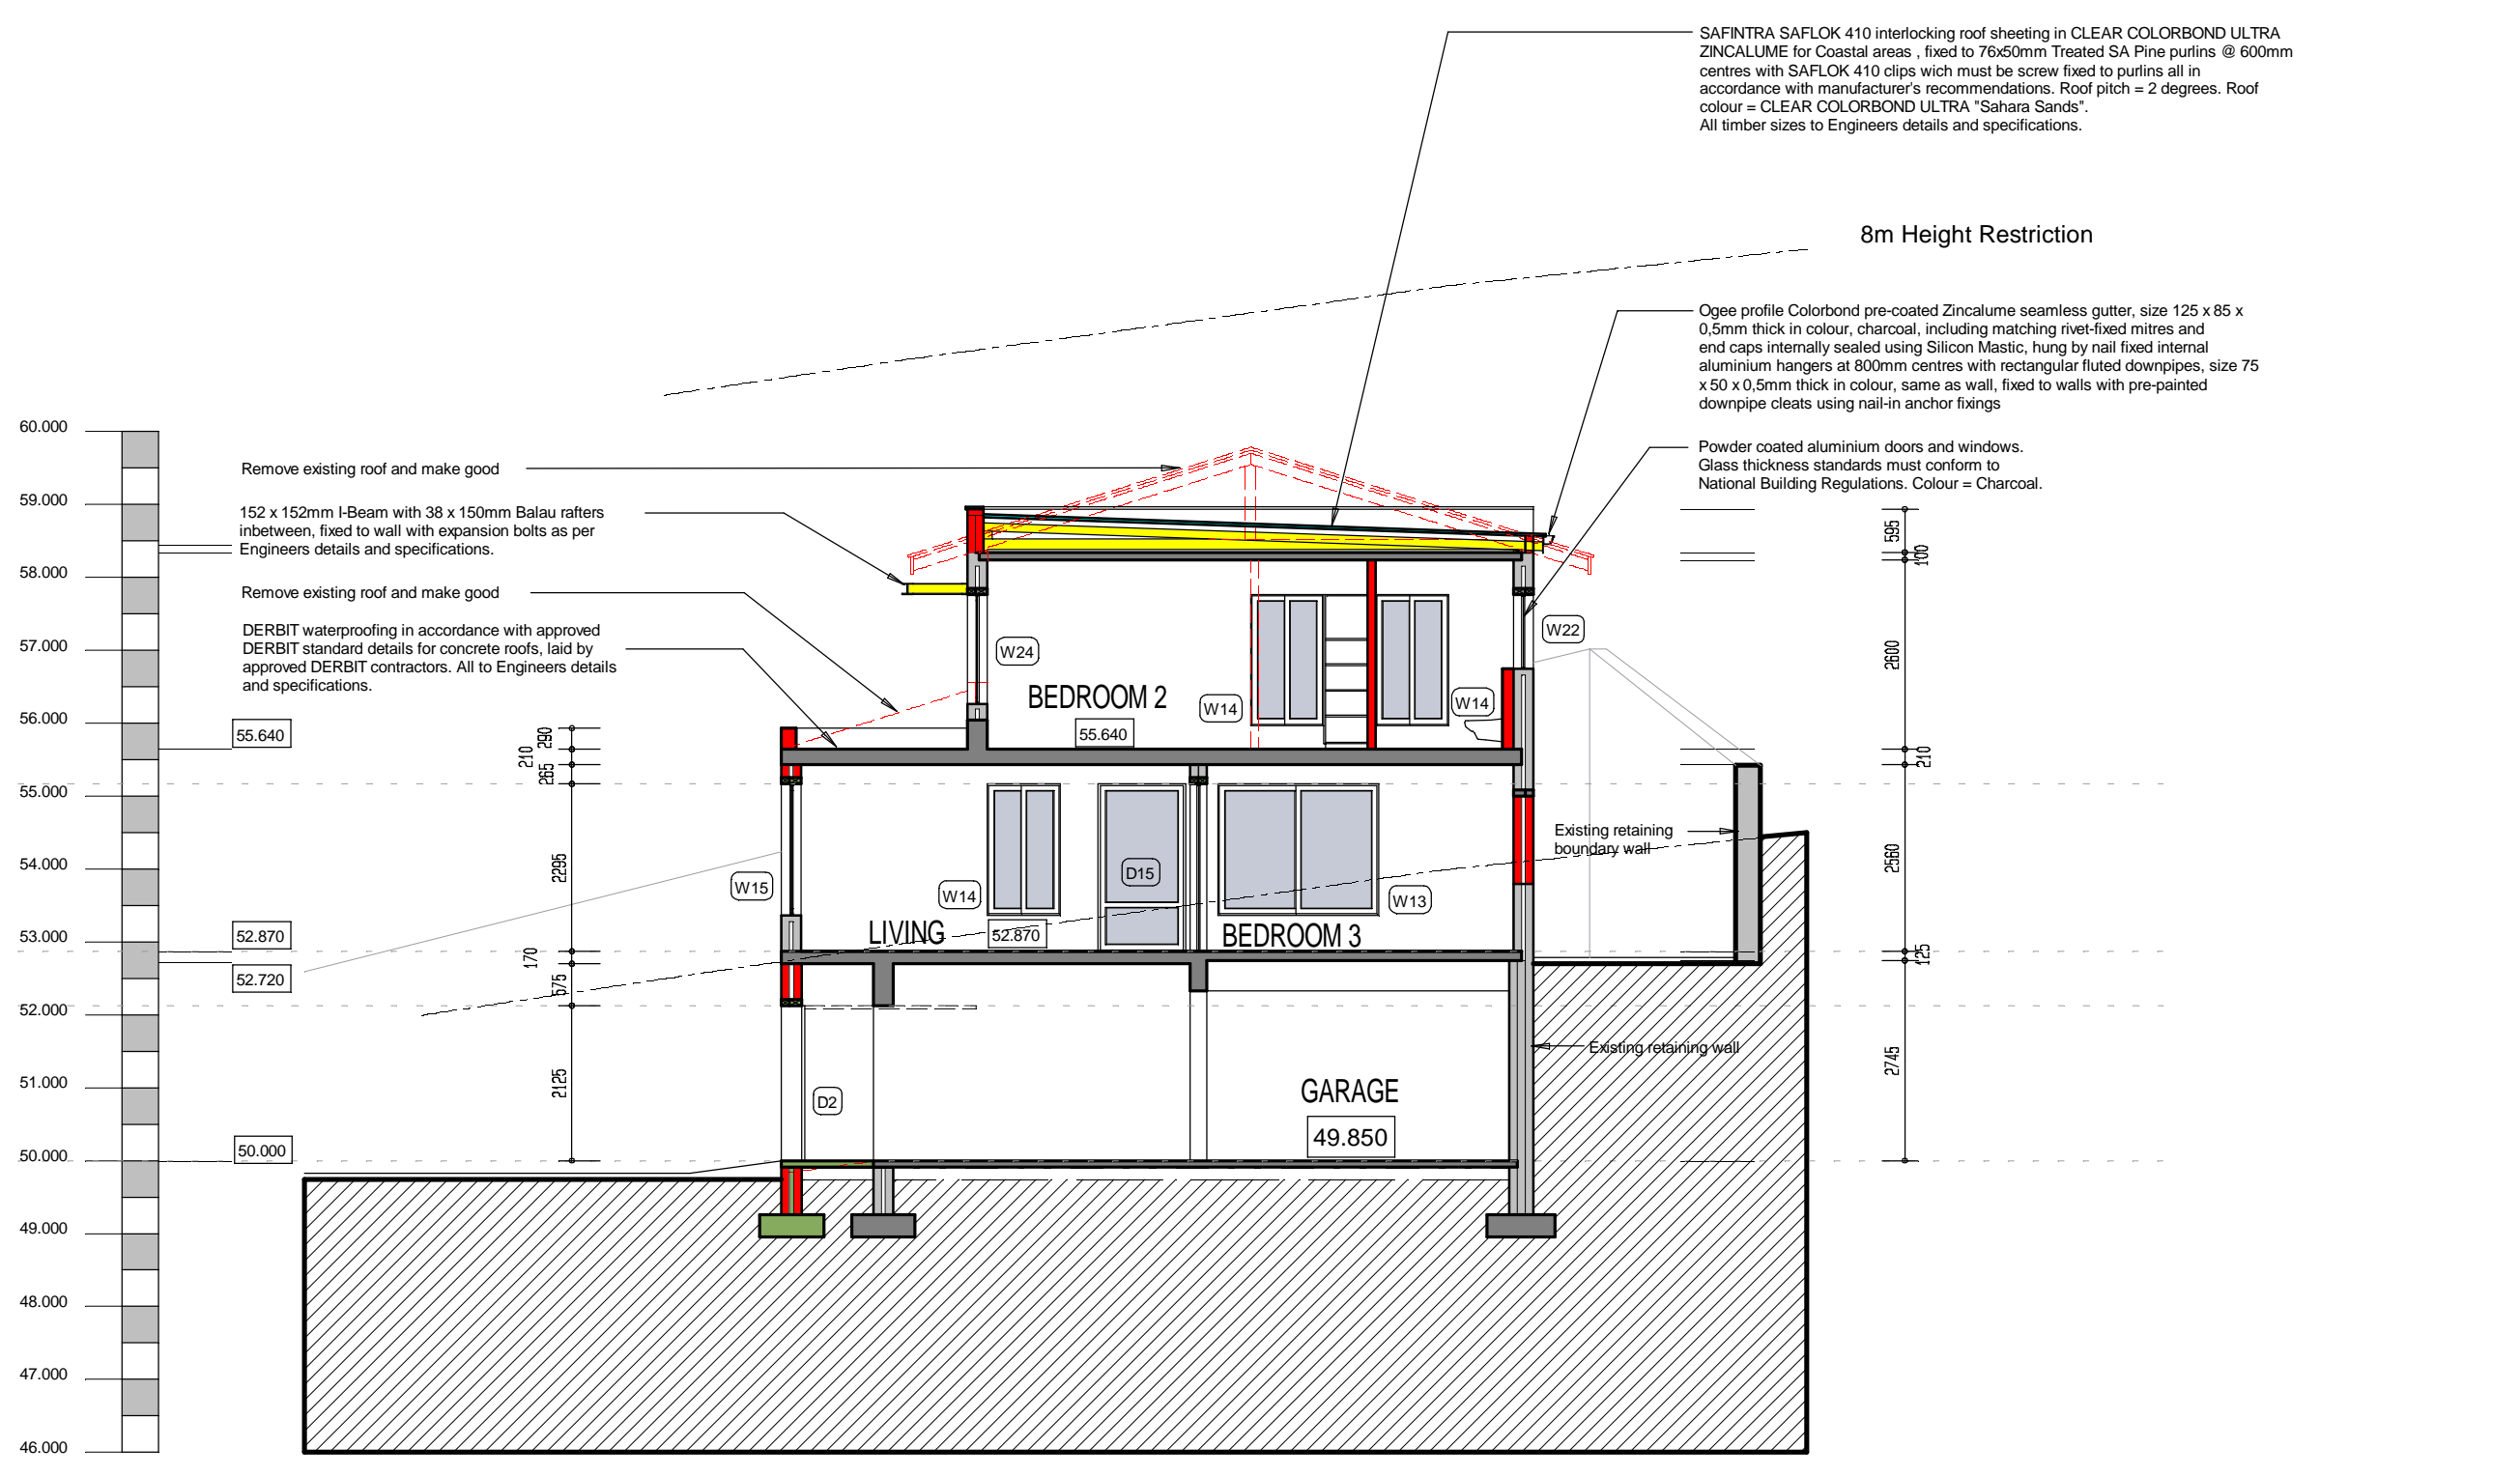 SAFINTRA SAFLOK 410 interlocking roof sheeting in CLEAR COLORBOND ULTRA
ZINCALUME for Coastal areas , fixed to 76x50mm Treated SA Pine purlins @ 600mm
centres with SAFLOK 410 clips wich must be screw fixed to purlins all in
accordance with manufacturer's recommendations. Roof pitch = 2 degrees. Roof
colour = CLEAR COLORBOND ULTRA "Sahara Sands".
All timber sizes to Engineers details and specifications.
8m Height Restriction
Ogee profile Colorbond pre-coated Zincalume seamless gutter, size 125 x 85 x
0,5mm thick in colour, charcoal, including matching rivet-fixed mitres and
end caps internally sealed using Silicon Mastic, hung by nail fixed internal
aluminium hangers at 800mm centres with rectangular fluted downpipes, size 75
x 50 x 0,5mm thick in colour, same as wall, fixed to walls with pre-painted
downpipe cleats using nail-in anchor fixings
Powder coated aluminium doors and windows.
Glass thickness standards must conform to
National Building Regulations. Colour = Charcoal.
60.000
59.000
58.000
57.000
56.000
55.000
54.000
53.000
52.000
51.000
50.000
49.000
48.000
47.000
46.000
Remove existing roof and make good
152 x 152mm I-Beam with 38 x 150mm Balau rafters
inbetween, fixed to wall with expansion bolts as per
Engineers details and specifications.
Remove existing roof and make good
DERBIT waterproofing in accordance with approved
DERBIT standard details for concrete roofs, laid by
approved DERBIT contractors. All to Engineers details
and specifications.
55.640
52.870
52.720
50.000
290
210
265
2295
170
575
2125
W24
BEDROOM 2
55.640
W14
W14
W22
W15
W14
D15
W13
LIVING
52.870
BEDROOM 3
D2
GARAGE
49.850
Existing retaining
boundary wall
Existing retaining wall
595
100
2600
210
2560
125
2745